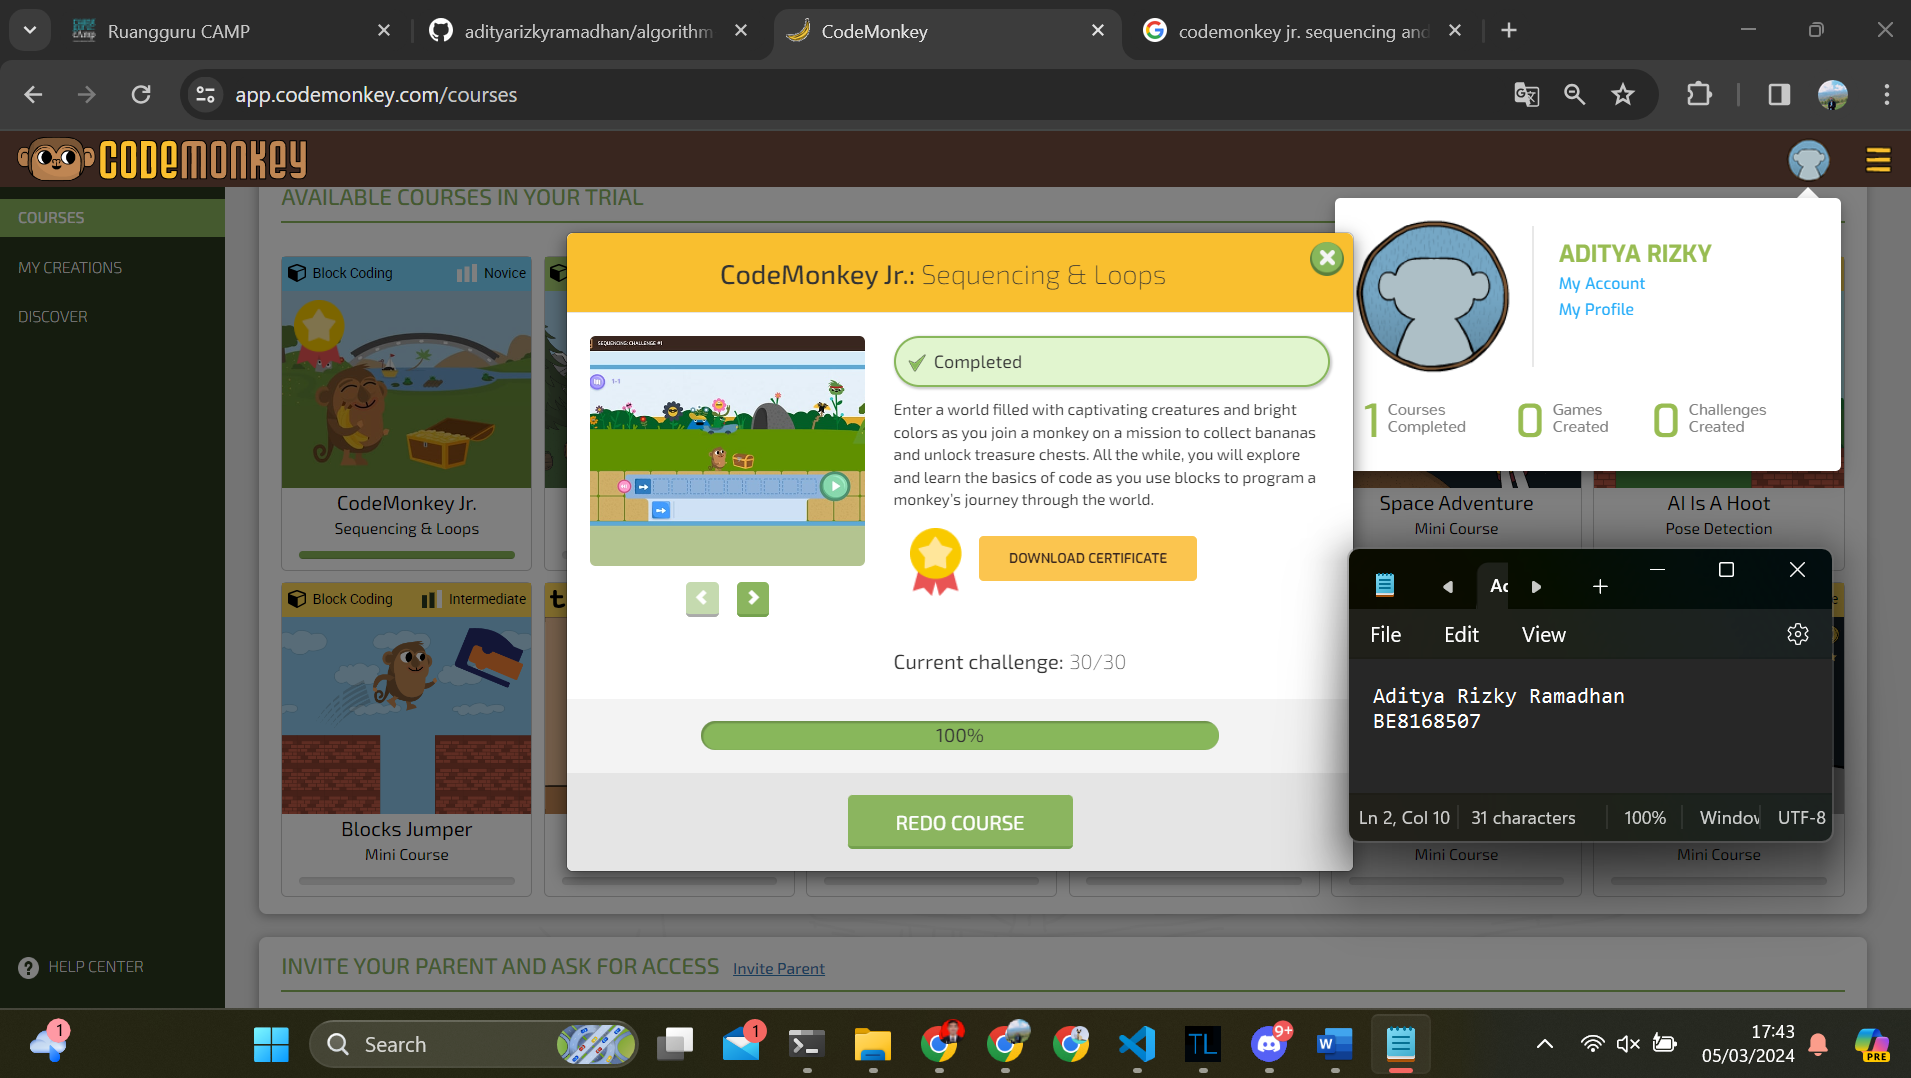 Ruangguru CAMP
adityarizkyramadhan/algorithm
CodeMonkey
codemonkey jr. sequencing and
app.codemonkey.com/courses
CODEMONKEY
COURSES
MY CREATIONS
DISCOVER
HELP CENTER
AVAILABLE COURSES IN YOUR TRIAL
Block Coding
Novice
CodeMonkey Jr.
Sequencing & Loops
Block Coding
Intermediate
Blocks Jumper
Mini Course
CodeMonkey Jr.: Sequencing & Loops
SEQUENCING: CHALLENGE #1
1-1
Completed
Enter a world filled with captivating creatures and bright
colors as you join a monkey on a mission to collect bananas
and unlock treasure chests. All the while, you will explore
and learn the basics of code as you use blocks to program a
monkey's journey through the world.
DOWNLOAD CERTIFICATE
Current challenge: 30/30
100%
REDO COURSE
ADITYA RIZKY
My Account
My Profile
1 Courses Completed
0 Games Created
0 Challenges Created
Space Adventure
Mini Course
AI Is A Hoot
Pose Detection
File Edit View
Aditya Rizky Ramadhan
BE8168507
Ln 2, Col 10
31 characters
100%
Window
UTF-8
Mini Course
Mini Course
INVITE YOUR PARENT AND ASK FOR ACCESS Invite Parent
1
Search
1
TL
9+
W
17:43
05/03/2024
PRE